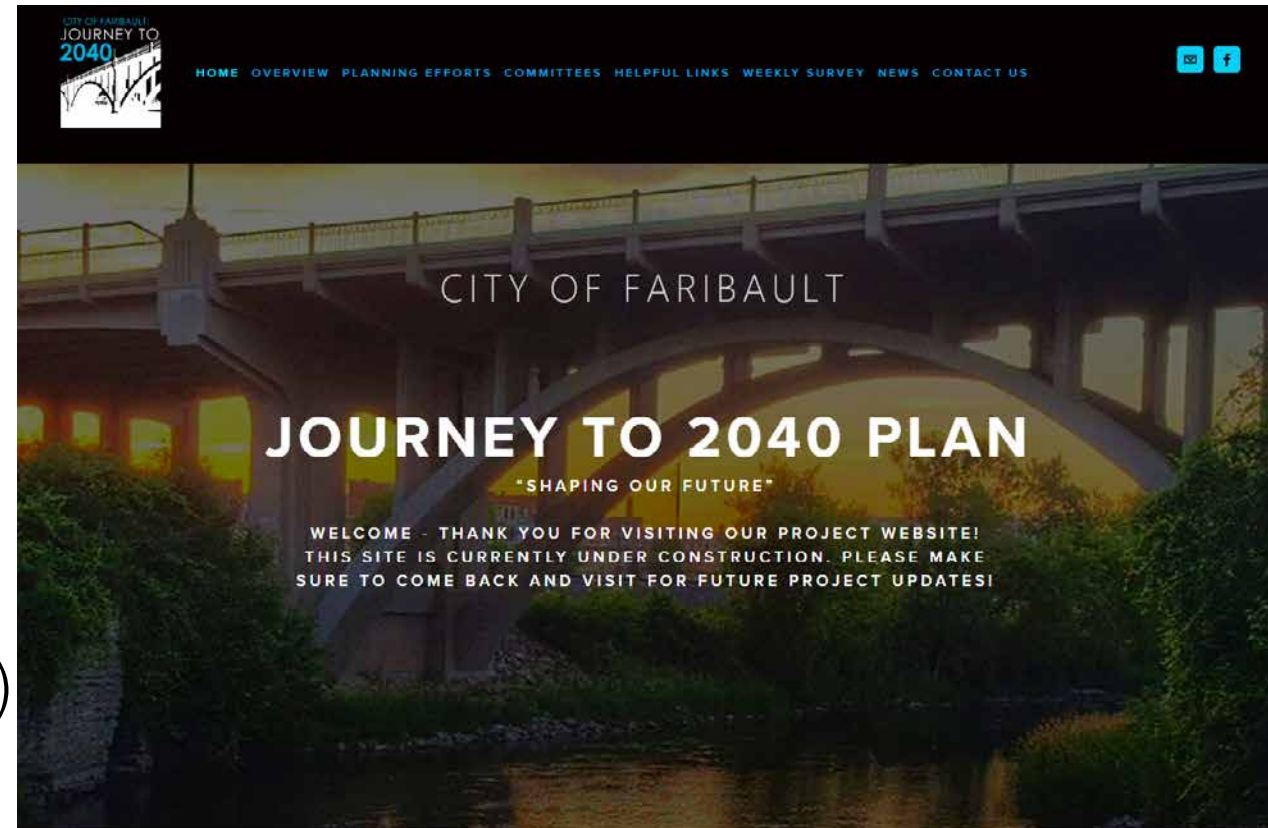 CITY OF FARIBAULT:
JOURNEY TO
2040
HOME OVERVIEW PLANNING EFFORTS COMMITTEES HELPFUL LINKS WEEKLY SURVEY NEWS CONTACT US
f
CITY OF FARIBAULT
JOURNEY TO 2040 PLAN
"SHAPING OUR FUTURE"
WELCOME - THANK YOU FOR VISITING OUR PROJECT WEBSITE!
THIS SITE IS CURRENTLY UNDER CONSTRUCTION. PLEASE MAKE
SURE TO COME BACK AND VISIT FOR FUTURE PROJECT UPDATES!
)